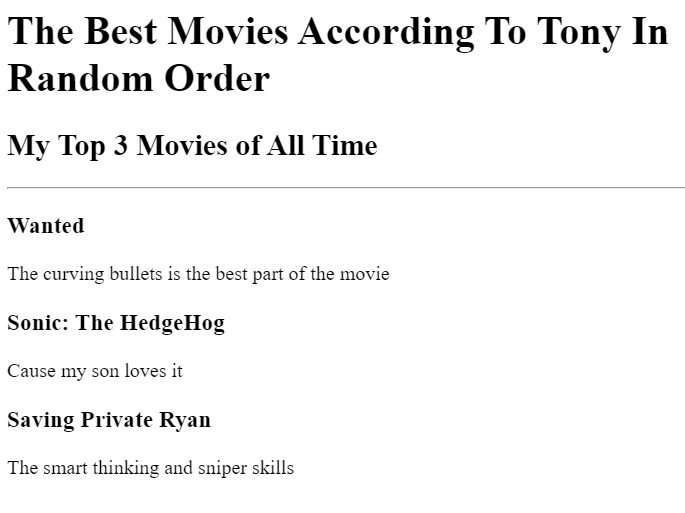 The Best Movies According To Tony In
Random Order
My Top 3 Movies of All Time
Wanted
The curving bullets is the best part of the movie
Sonic: The HedgeHog
Cause my son loves it
Saving Private Ryan
The smart thinking and sniper skills